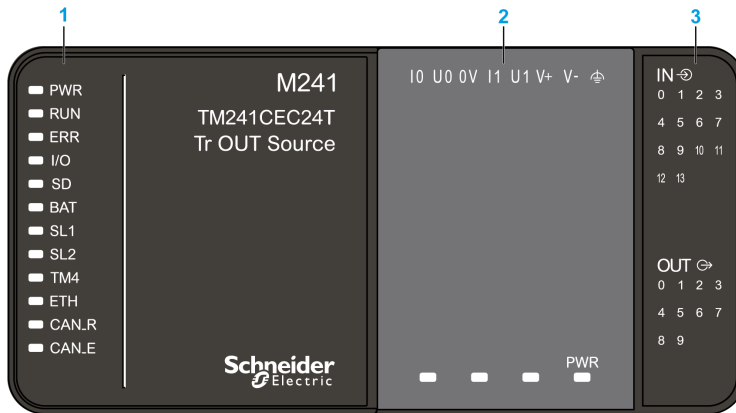 1
2
3
PWR
RUN
ERR
I/O
SD
BAT
SL1
SL2
TM4
ETH
CAN_R
CAN_E
M241
TM241CEC24T
Tr OUT Source
Schneider
Electric
I0 U0 0V I1 U1 V+ V-
PWR
IN
0 1 2 3
4 5 6 7
8 9 10 11
12 13
OUT
0 1 2 3
4 5 6 7
8 9